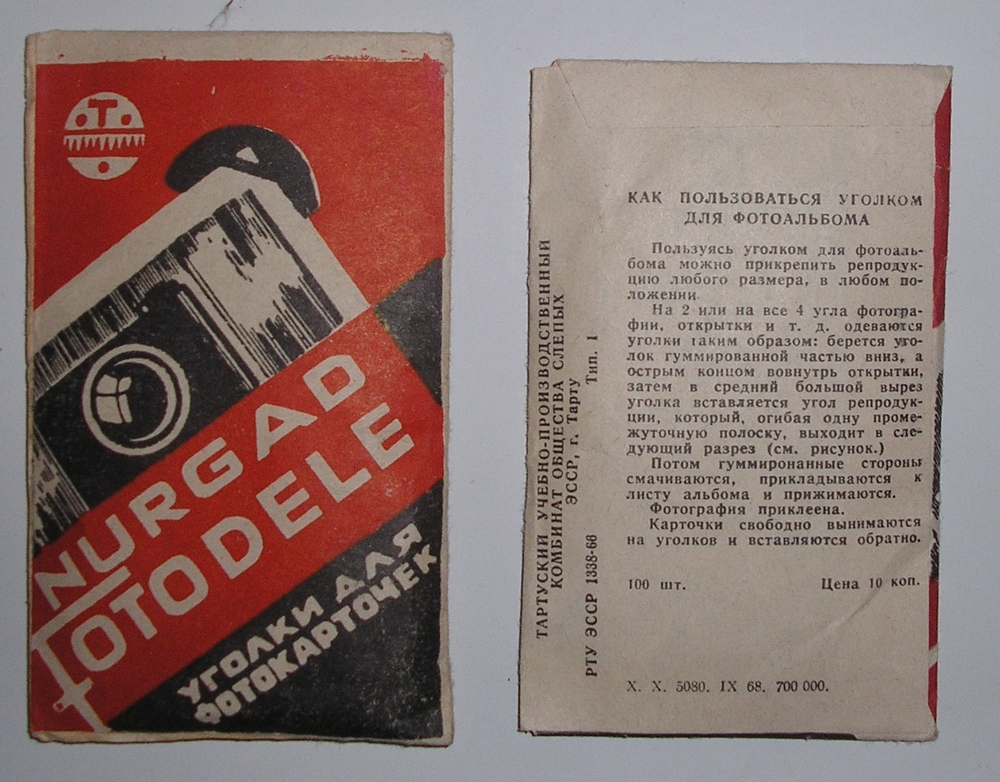 NURGAD
FOTODELE
УГОЛКИ ДЛЯ
ФОТОКАРТОЧЕК
ТАРТУСКИЙ УЧЕБНО-ПРОИЗВОДСТВЕННЫЙ
КОМБИНАТ ОБЩЕСТВА СЛЕПЫХ
ЭССР, г. Тарту
РТУ ЭССР 1338-66 Тип. I
КАК ПОЛЬЗОВАТЬСЯ УГОЛКОМ
ДЛЯ ФОТОАЛЬБОМА
Пользуясь уголком для фотоаль-
бома можно прикрепить репродук-
цию любого размера, в любом по-
ложении.
На 2 или на все 4 угла фотогра-
фии, открытки и т. д. одеваются
уголки таким образом: берется уго-
лок гуммированной частью вниз, а
острым концом вовнутрь открытки,
затем в средний большой вырез
уголка вставляется угол репродук-
ции, который, огибая одну проме-
жуточную полоску, выходит в сле-
дующий разрез (см. рисунок.)
Потом гуммированные стороны
смачиваются, прикладываются к
листу альбома и прижимаются.
Фотография приклеена.
Карточки свободно вынимаются
на уголков и вставляются обратно.
100 шт. Цена 10 коп.
X. X. 5080. IX 68. 700 000.